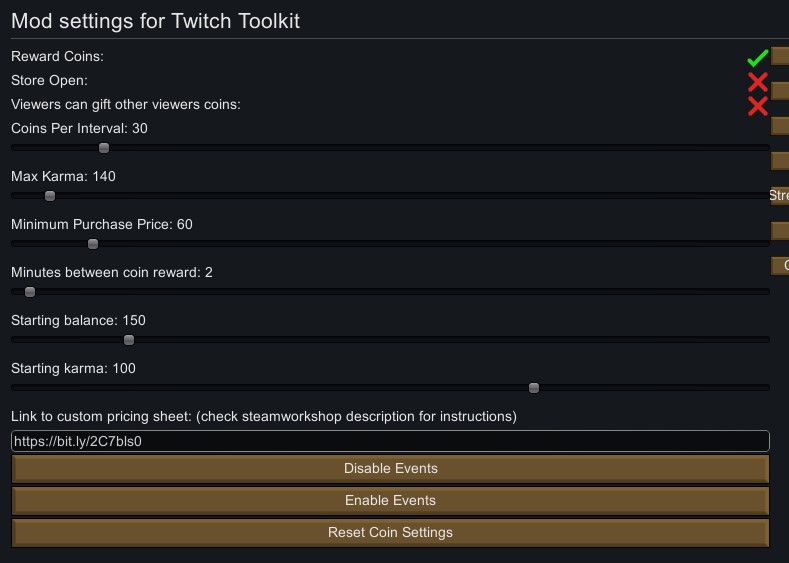 Mod settings for Twitch Toolkit
Reward Coins:
Store Open:
Viewers can gift other viewers coins:
Coins Per Interval: 30
Max Karma: 140
Stre
Minimum Purchase Price: 60
Minutes between coin reward: 2
Starting balance: 150
Starting karma: 100
Link to custom pricing sheet: (check steamworkshop description for instructions)
https://bit.ly/2C7bls0
Disable Events
Enable Events
Reset Coin Settings